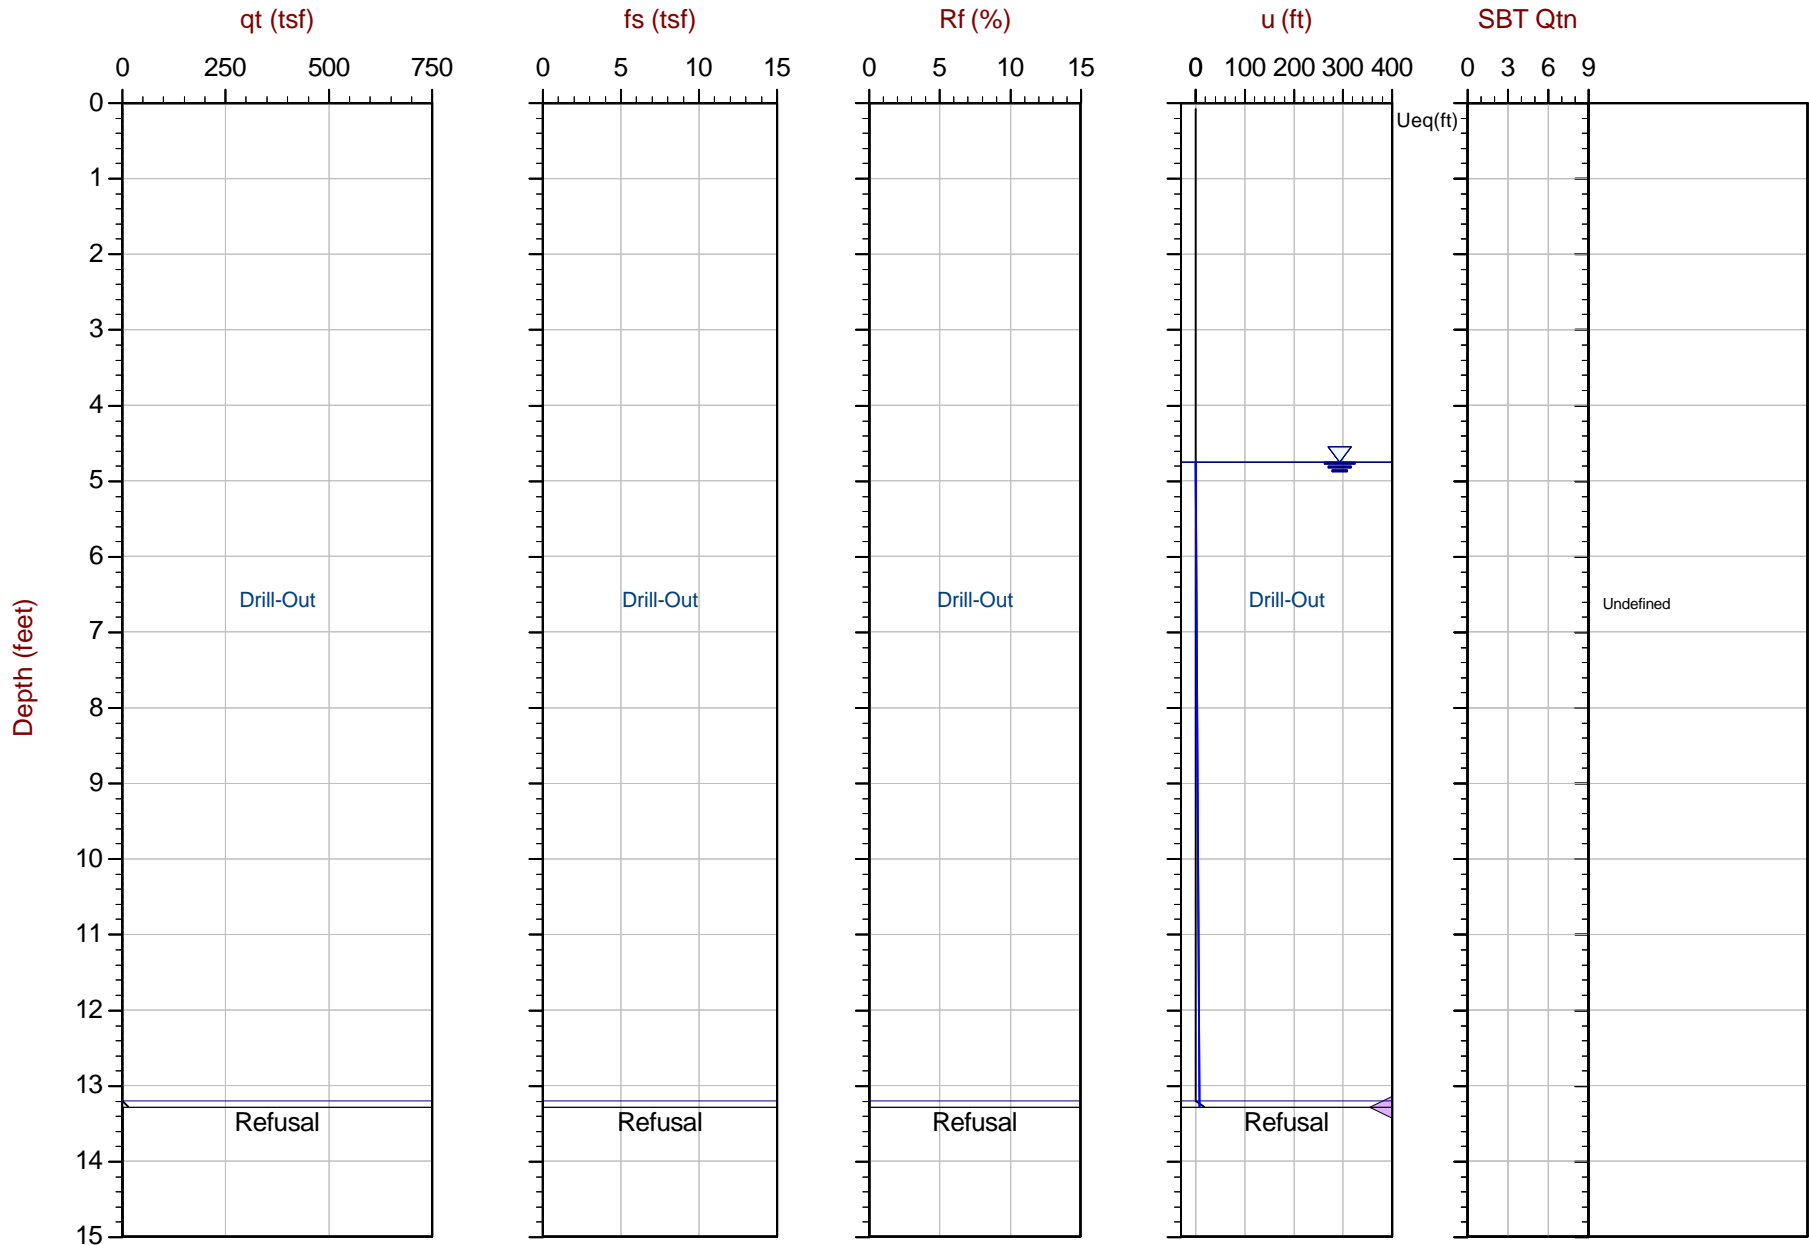 qt (tsf) fs (tsf) Rf (%) u (ft) SBT Qtn
0 250 500 750 0 5 10 15 0 5 10 15 0 100 200 300 400 0 3 6 9
0
Ueq(ft)
1
2
3
4
5
6
Drill-Out Drill-Out Drill-Out Drill-Out Undefined
Depth (feet)
7
8
9
10
11
12
13
Refusal Refusal Refusal Refusal
14
15